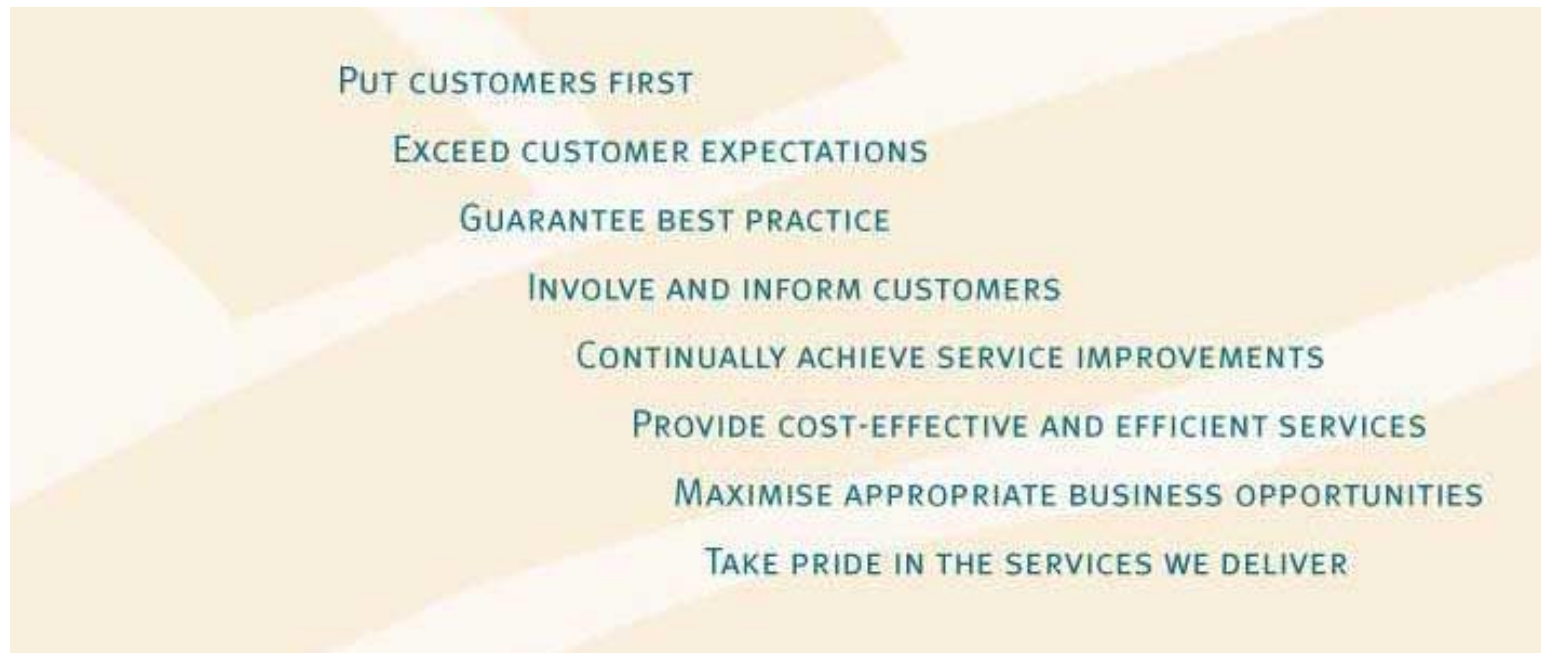 Put customers first
Exceed customer expectations
Guarantee best practice
Involve and inform customers
Continually achieve service improvements
Provide cost-effective and efficient services
Maximise appropriate business opportunities
Take pride in the services we deliver